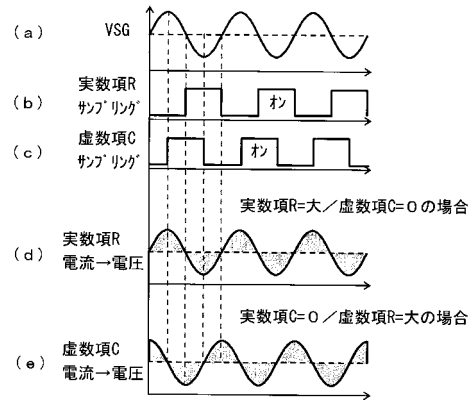 (a) VSG
(b) 実数項R
サンプリング
オン
(c) 虚数項C
サンプリング
オン
実数項R=大/虚数項C=0の場合
(d) 実数項R
電流→電圧
実数項C=0/虚数項R=大の場合
(e) 虚数項C
電流→電圧